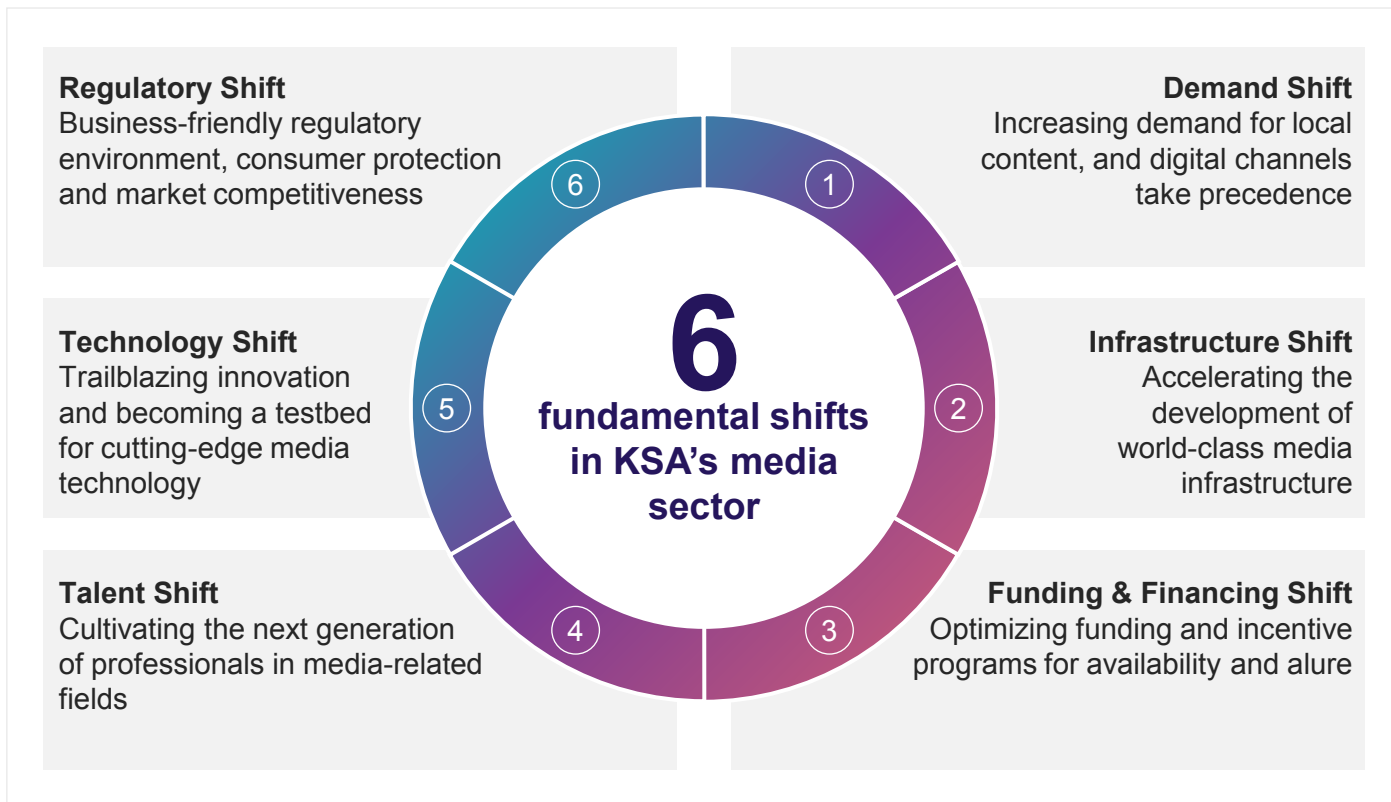 Regulatory Shift
Business-friendly regulatory
environment, consumer protection
and market competitiveness
Demand Shift
Increasing demand for local
content, and digital channels
take precedence
6
1
Technology Shift
Trailblazing innovation
and becoming a testbed
for cutting-edge media
technology
5
6
fundamental shifts
in KSA's media
sector
2
Infrastructure Shift
Accelerating the
development of
world-class media
infrastructure
Talent Shift
Cultivating the next generation
of professionals in media-related
fields
4
3
Funding & Financing Shift
Optimizing funding and incentive
programs for availability and alure